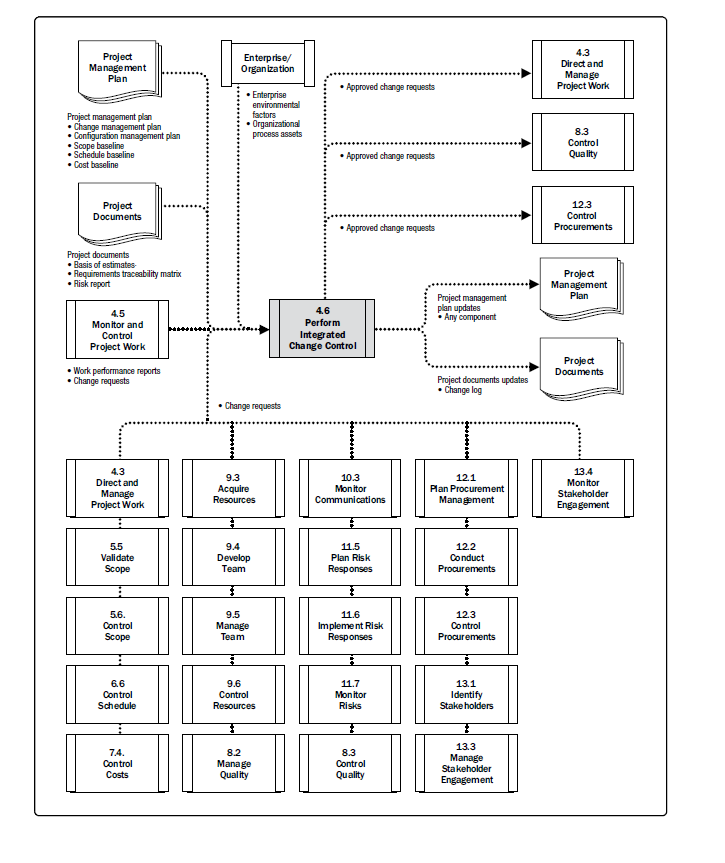 Project
Management
Plan
Project management plan
• Change management plan
• Configuration management plan
• Scope baseline
• Schedule baseline
• Cost baseline
Enterprise/
Organization
• Enterprise
environmental
factors
• Organizational
process assets
• Approved change requests
4.3
Direct and
Manage
Project Work
• Approved change requests
8.3
Control
Quality
• Approved change requests
12.3
Control
Procurements
Project
Documents
Project documents
• Basis of estimates
• Requirements traceability matrix
• Risk report
4.5
Monitor and
Control
Project Work
• Work performance reports
• Change requests
4.6
Perform
Integrated
Change Control
Project management
plan updates
• Any component
Project
Management
Plan
Project documents updates
• Change log
Project
Documents
• Change requests
4.3
Direct and
Manage
Project Work
9.3
Acquire
Resources
10.3
Monitor
Communications
12.1
Plan Procurement
Management
13.4
Monitor
Stakeholder
Engagement
5.5
Validate
Scope
9.4
Develop
Team
11.5
Plan Risk
Responses
12.2
Conduct
Procurements
5.6.
Control
Scope
9.5
Manage
Team
11.6
Implement Risk
Responses
12.3
Control
Procurements
6.6
Control
Schedule
9.6
Control
Resources
11.7
Monitor
Risks
13.1
Identify
Stakeholders
7.4.
Control
Costs
8.2
Manage
Quality
8.3
Control
Quality
13.3
Manage
Stakeholder
Engagement